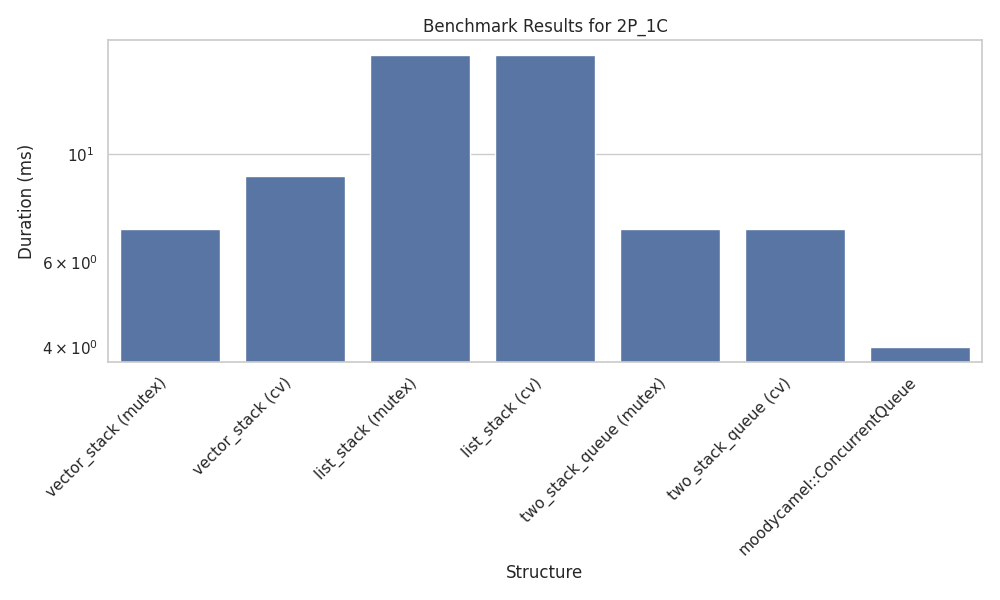 Benchmark Results for 2P_1C
Duration (ms)
10¹
6 × 10⁰
4 × 10⁰
vector_stack (mutex)
vector_stack (cv)
list_stack (mutex)
list_stack (cv)
two_stack_queue (mutex)
two_stack_queue (cv)
moodycamel::ConcurrentQueue
Structure